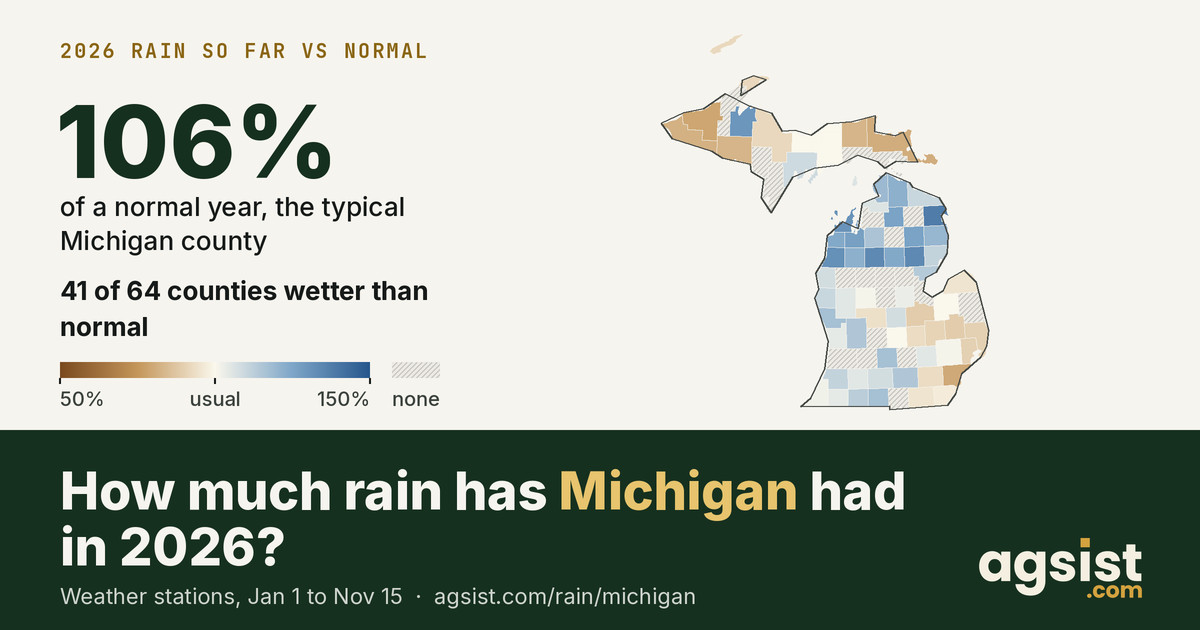 2026 RAIN SO FAR VS NORMAL
106%
of a normal year, the typical
Michigan county
41 of 64 counties wetter than
normal
50% usual 150% none
How much rain has Michigan had
in 2026?
Weather stations, Jan 1 to Nov 15 · agsist.com/rain/michigan
agsist
.com